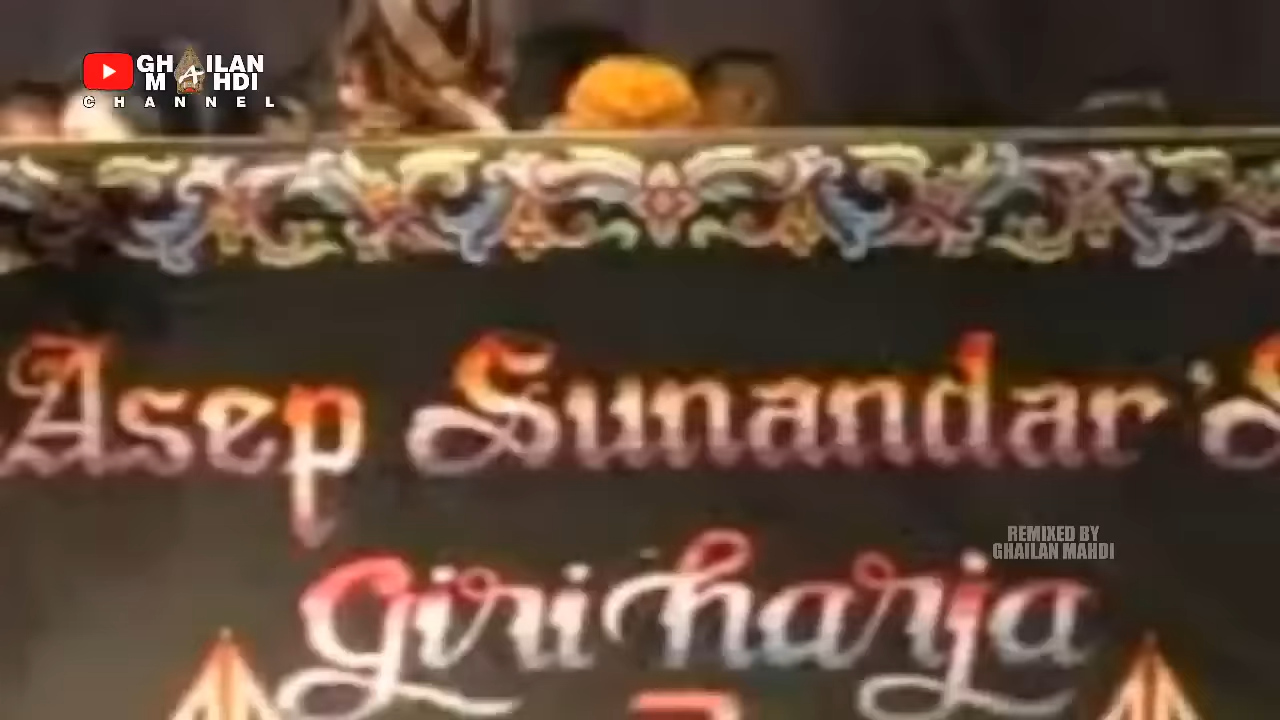 GHAILAN
MAHDI
CHANNEL
Asep Sunandar
REMIXED BY
GHAILAN MAHDI
Giri harja